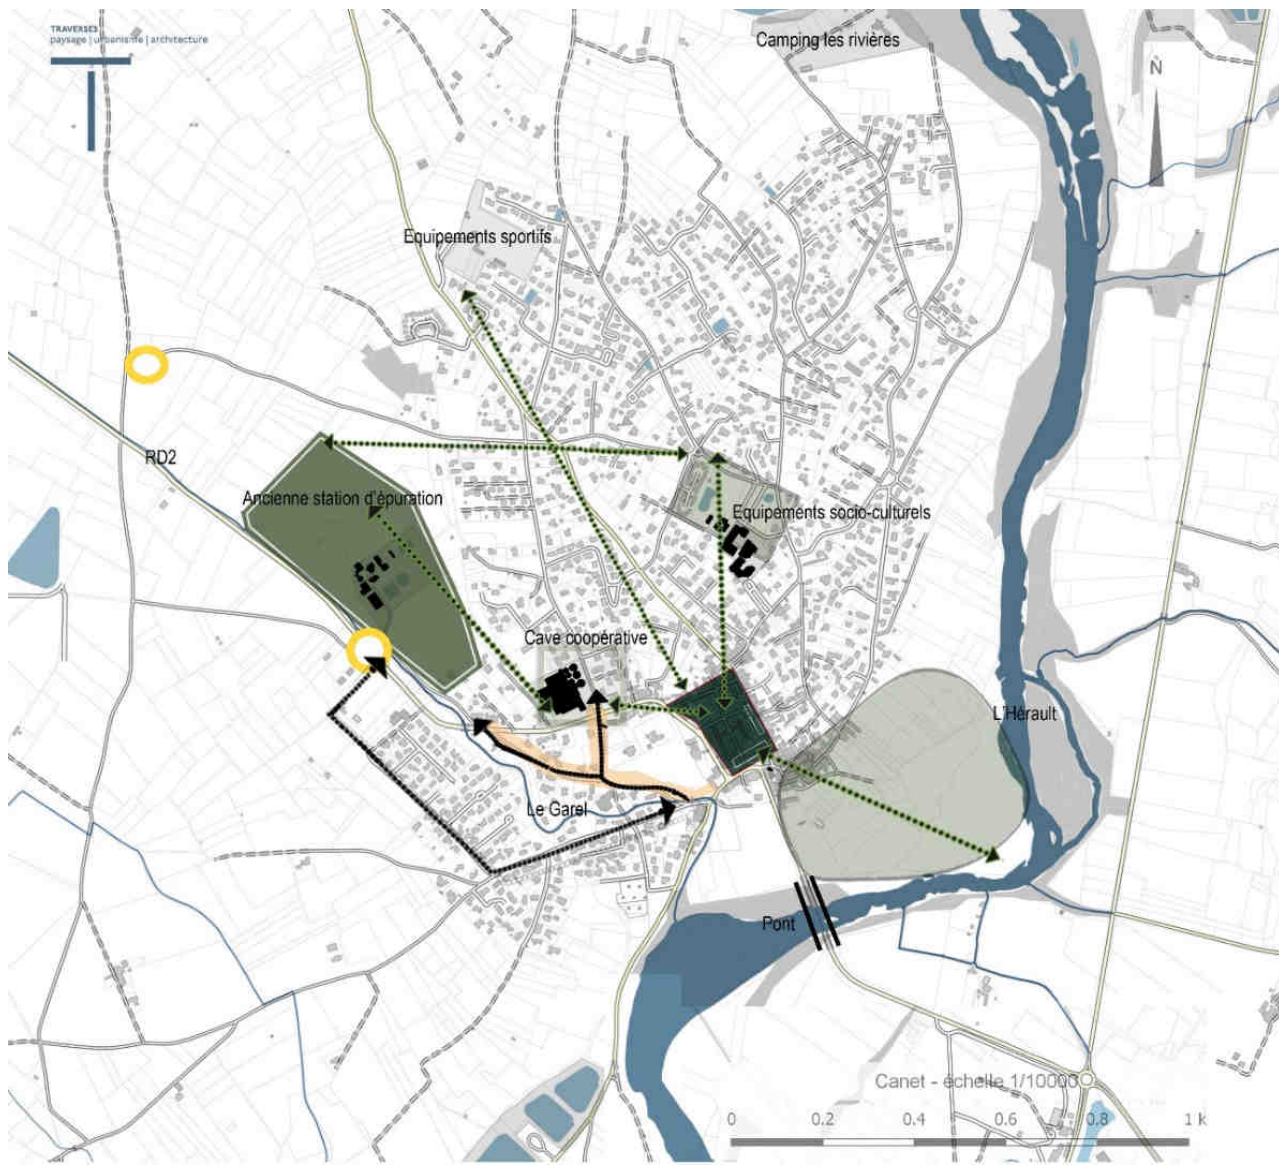 TRAVERSES
paysage | urbanisme | architecture
Camping les rivières
N
Equipements sportifs
RD2
Ancienne station d'épuration
Equipements socio-culturels
Cave coopérative
L'Hérault
Le Garel
Pont
Canet - échelle 1/10000
0 0.2 0.4 0.6 0.8 1 k